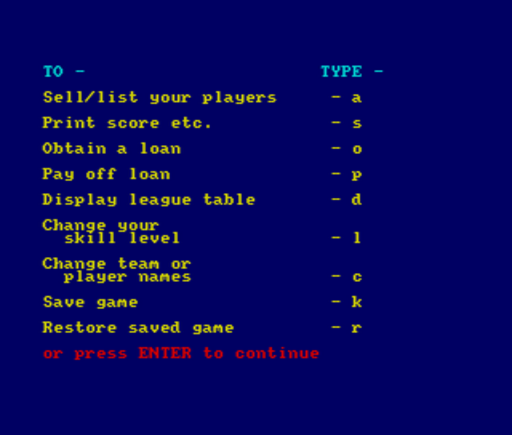 TO - TYPE -
Sell/list your players - a
Print score etc. - s
Obtain a loan - o
Pay off loan - p
Display league table - d
Change your
skill level - l
Change team or
player names - c
Save game - k
Restore saved game - r
or press ENTER to continue